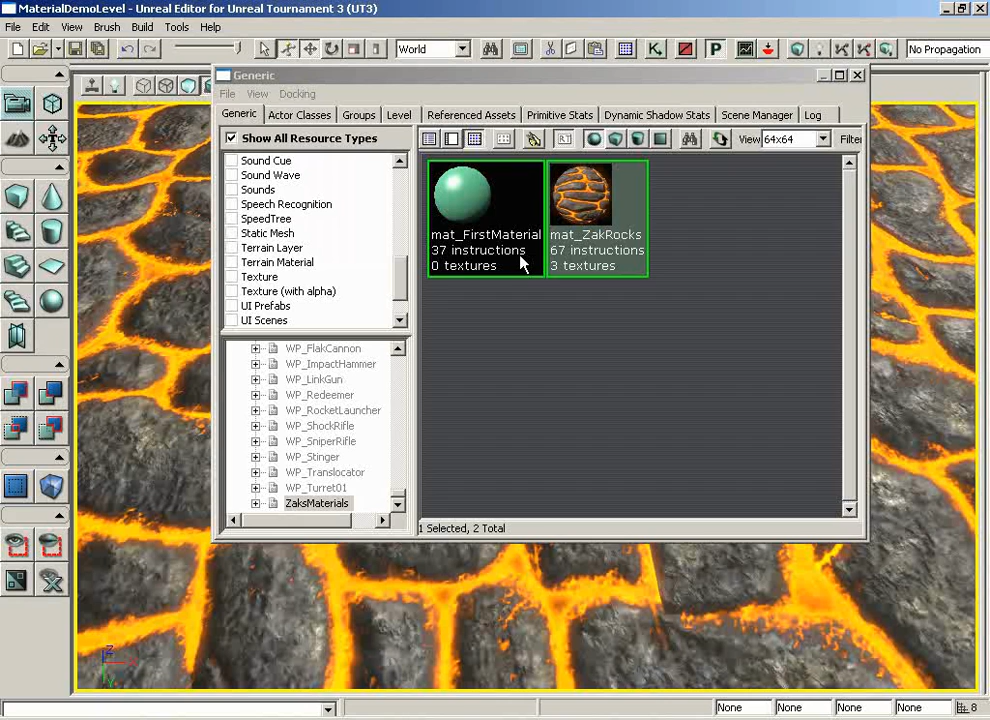 MaterialDemoLevel - Unreal Editor for Unreal Tournament 3 (UT3)
File Edit View Brush Build Tools Help
World
P
No Propagation
Generic
File View Docking
Generic Actor Classes Groups Level Referenced Assets Primitive Stats Dynamic Shadow Stats Scene Manager Log
Show All Resource Types
View 64x64 Filter
Sound Cue
Sound Wave
Sounds
Speech Recognition
SpeedTree
Static Mesh
Terrain Layer
Terrain Material
Texture
Texture (with alpha)
UI Prefabs
UI Scenes
WP_FlakCannon
WP_ImpactHammer
WP_LinkGun
WP_Redeemer
WP_RocketLauncher
WP_ShockRifle
WP_SniperRifle
WP_Stinger
WP_Translocator
WP_Turret01
ZaksMaterials
mat_FirstMaterial
37 instructions
0 textures
mat_ZakRocks
67 instructions
3 textures
1 Selected, 2 Total
Z
None None None None 8